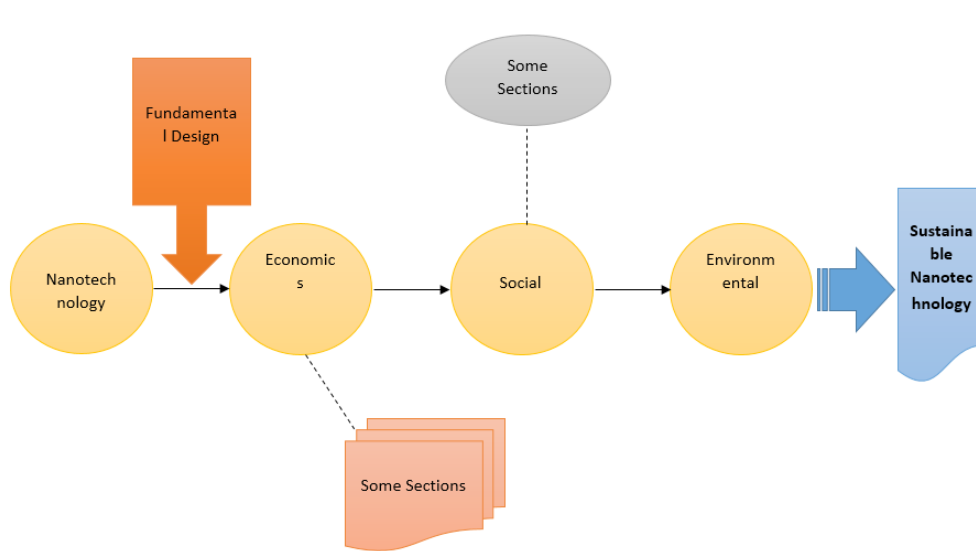 Some
Sections
Fundamenta
l Design
Nanotech
nology
Economic
s
Social
Environm
ental
Sustaina
ble
Nanotec
hnology
Some Sections